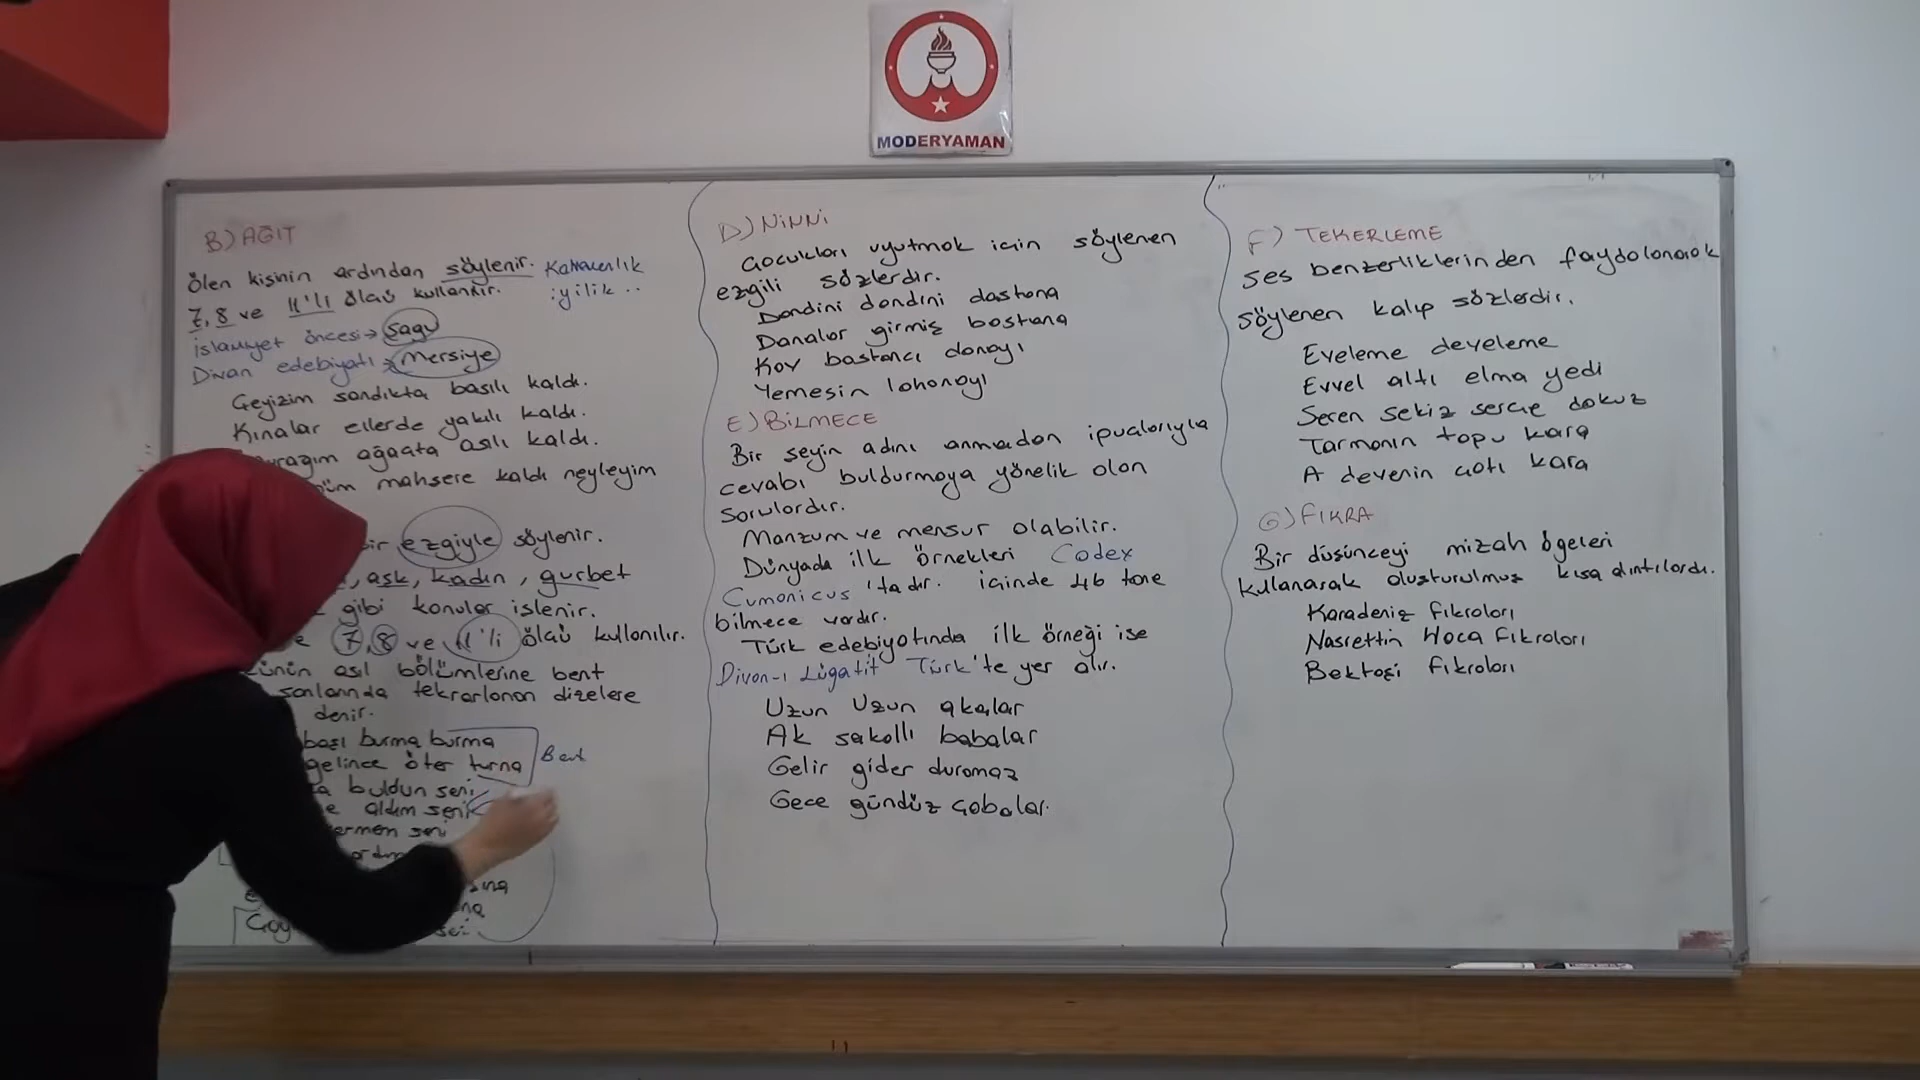 MODERYAMAN
B) AĞIT
Ölen kişinin ardından söylenir. Kahramanlık
iyilik ..
7, 8 ve 11'li ölçü kullanılır.
İslamiyet öncesi → sagu
Divan edebiyatı → Mersiye
Geyizim sandıkta basılı kaldı.
Kınalar ellerde yakılı kaldı.
ağaçta asılı kaldı.
mahşere kaldı neyleyim
bir ezgiyle söylenir.
, aşk, kadın, gurbet
gibi konular işlenir.
7, 8 ve 11'li ölçü kullanılır.
asıl bölümlerine bent
sonlarında tekrarlanan dizelere
denir.
başı burma burma
gelince öter turna
Bent
buldun seni
aldım seni
D) NİNNİ
Çocukları uyutmak için söylenen
ezgili sözlerdir.
Dandini dandini dastana
Danalar girmiş bostana
Kov bostancı danayı
Yemesin lahanayı
E) BİLMECE
Bir şeyin adını anmadan ipuçlarıyla
cevabı buldurmaya yönelik olan
sorulardır.
Manzum ve mensur olabilir.
Dünyada ilk örnekleri Codex
Cumanicus 'tadır. içinde 46 tane
bilmece vardır.
Türk edebiyatında ilk örneği ise
Divan-ı Lügatit Türk'te yer alır.
Uzun uzun akçalar
Ak sakallı babalar
Gelir gider duramaz
Gece gündüz çabalar.
F) TEKERLEME
Ses benzerliklerinden faydalanarak
söylenen kalıp sözlerdir.
Eveleme develeme
Evvel altı elma yedi
Seren sekiz serçe dokuz
Tarmanın topu kara
A devenin çatı kara
G) FIKRA
Bir düşünceyi mizah ögeleri
kullanarak oluşturulmuş kısa alıntılardı.
Karadeniz fıkraları
Nasrettin Hoca Fıkraları
Bektaşi fıkraları